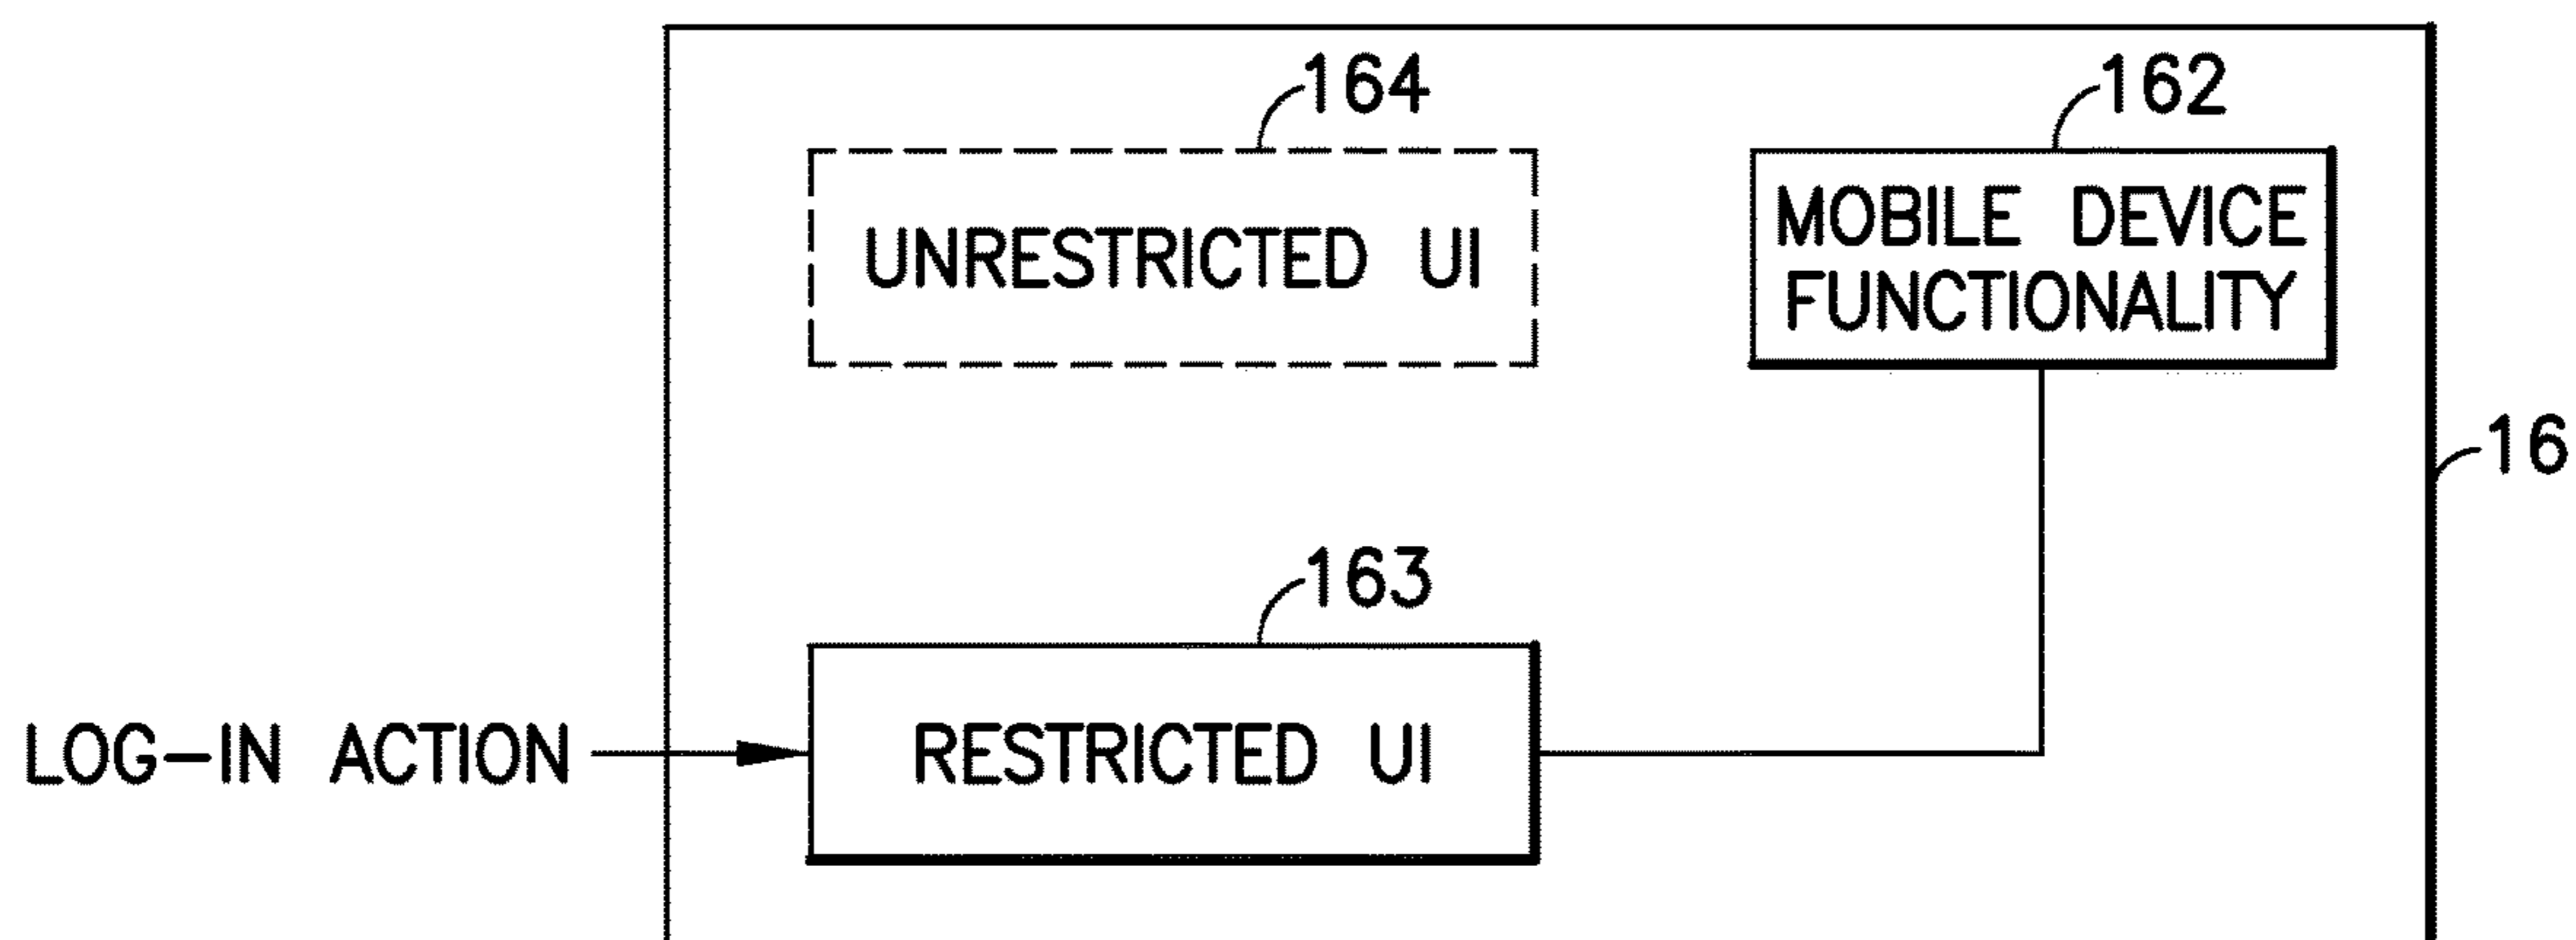 164
162
UNRESTRICTED UI
MOBILE DEVICE
FUNCTIONALITY
16
163
LOG-IN ACTION
RESTRICTED UI